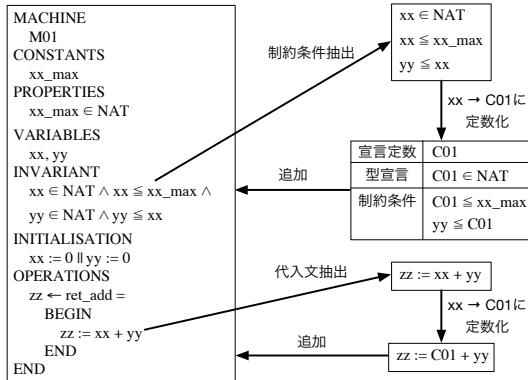 MACHINE
M01
CONSTANTS
xx_max
PROPERTIES
xx_max ∈ NAT
VARIABLES
xx, yy
INVARIANT
xx ∈ NAT ∧ xx ≦ xx_max ∧
yy ∈ NAT ∧ yy ≦ xx
INITIALISATION
xx := 0 || yy := 0
OPERATIONS
zz ← ret_add =
BEGIN
zz := xx + yy
END
END
制約条件抽出
xx ∈ NAT
xx ≦ xx_max
yy ≦ xx
xx → C01に
定数化
宣言定数 C01
型宣言 C01 ∈ NAT
制約条件 C01 ≦ xx_max
yy ≦ C01
追加
代入文抽出
zz := xx + yy
xx → C01に
定数化
zz := C01 + yy
追加